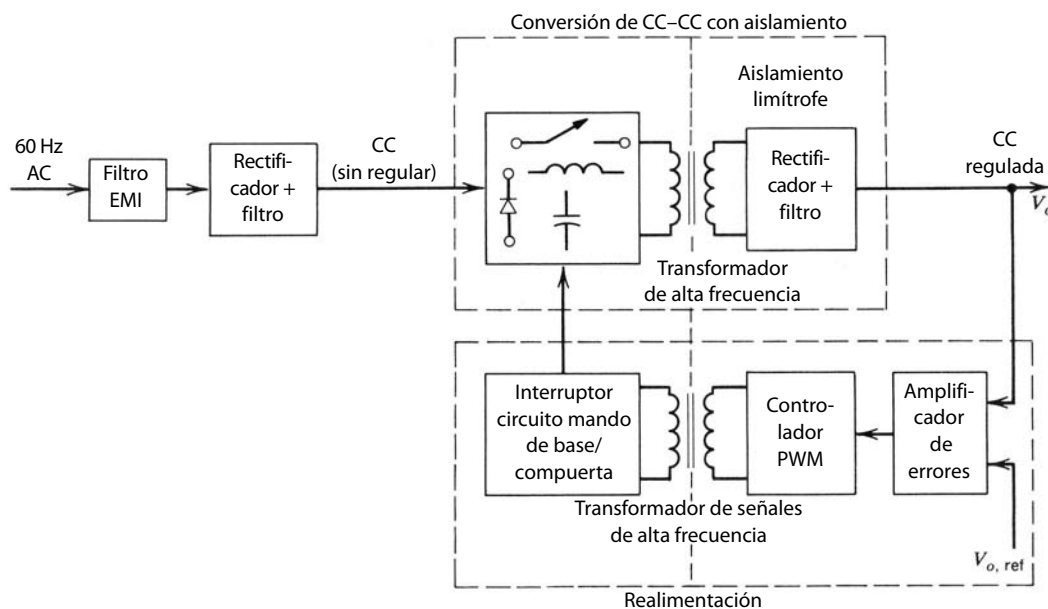 Conversión de CC–CC con aislamiento
Aislamiento
limítrofe
60 Hz
AC
Filtro
EMI
Rectifi-
cador +
filtro
CC
(sin regular)
Rectifi-
cador +
filtro
CC
regulada
Transformador
de alta frecuencia
Interruptor
circuito mando
de base/
compuerta
Contro-
lador
PWM
Amplifi-
cador
de
errores
Transformador de señales
de alta frecuencia
V_{o, ref}
Realimentación